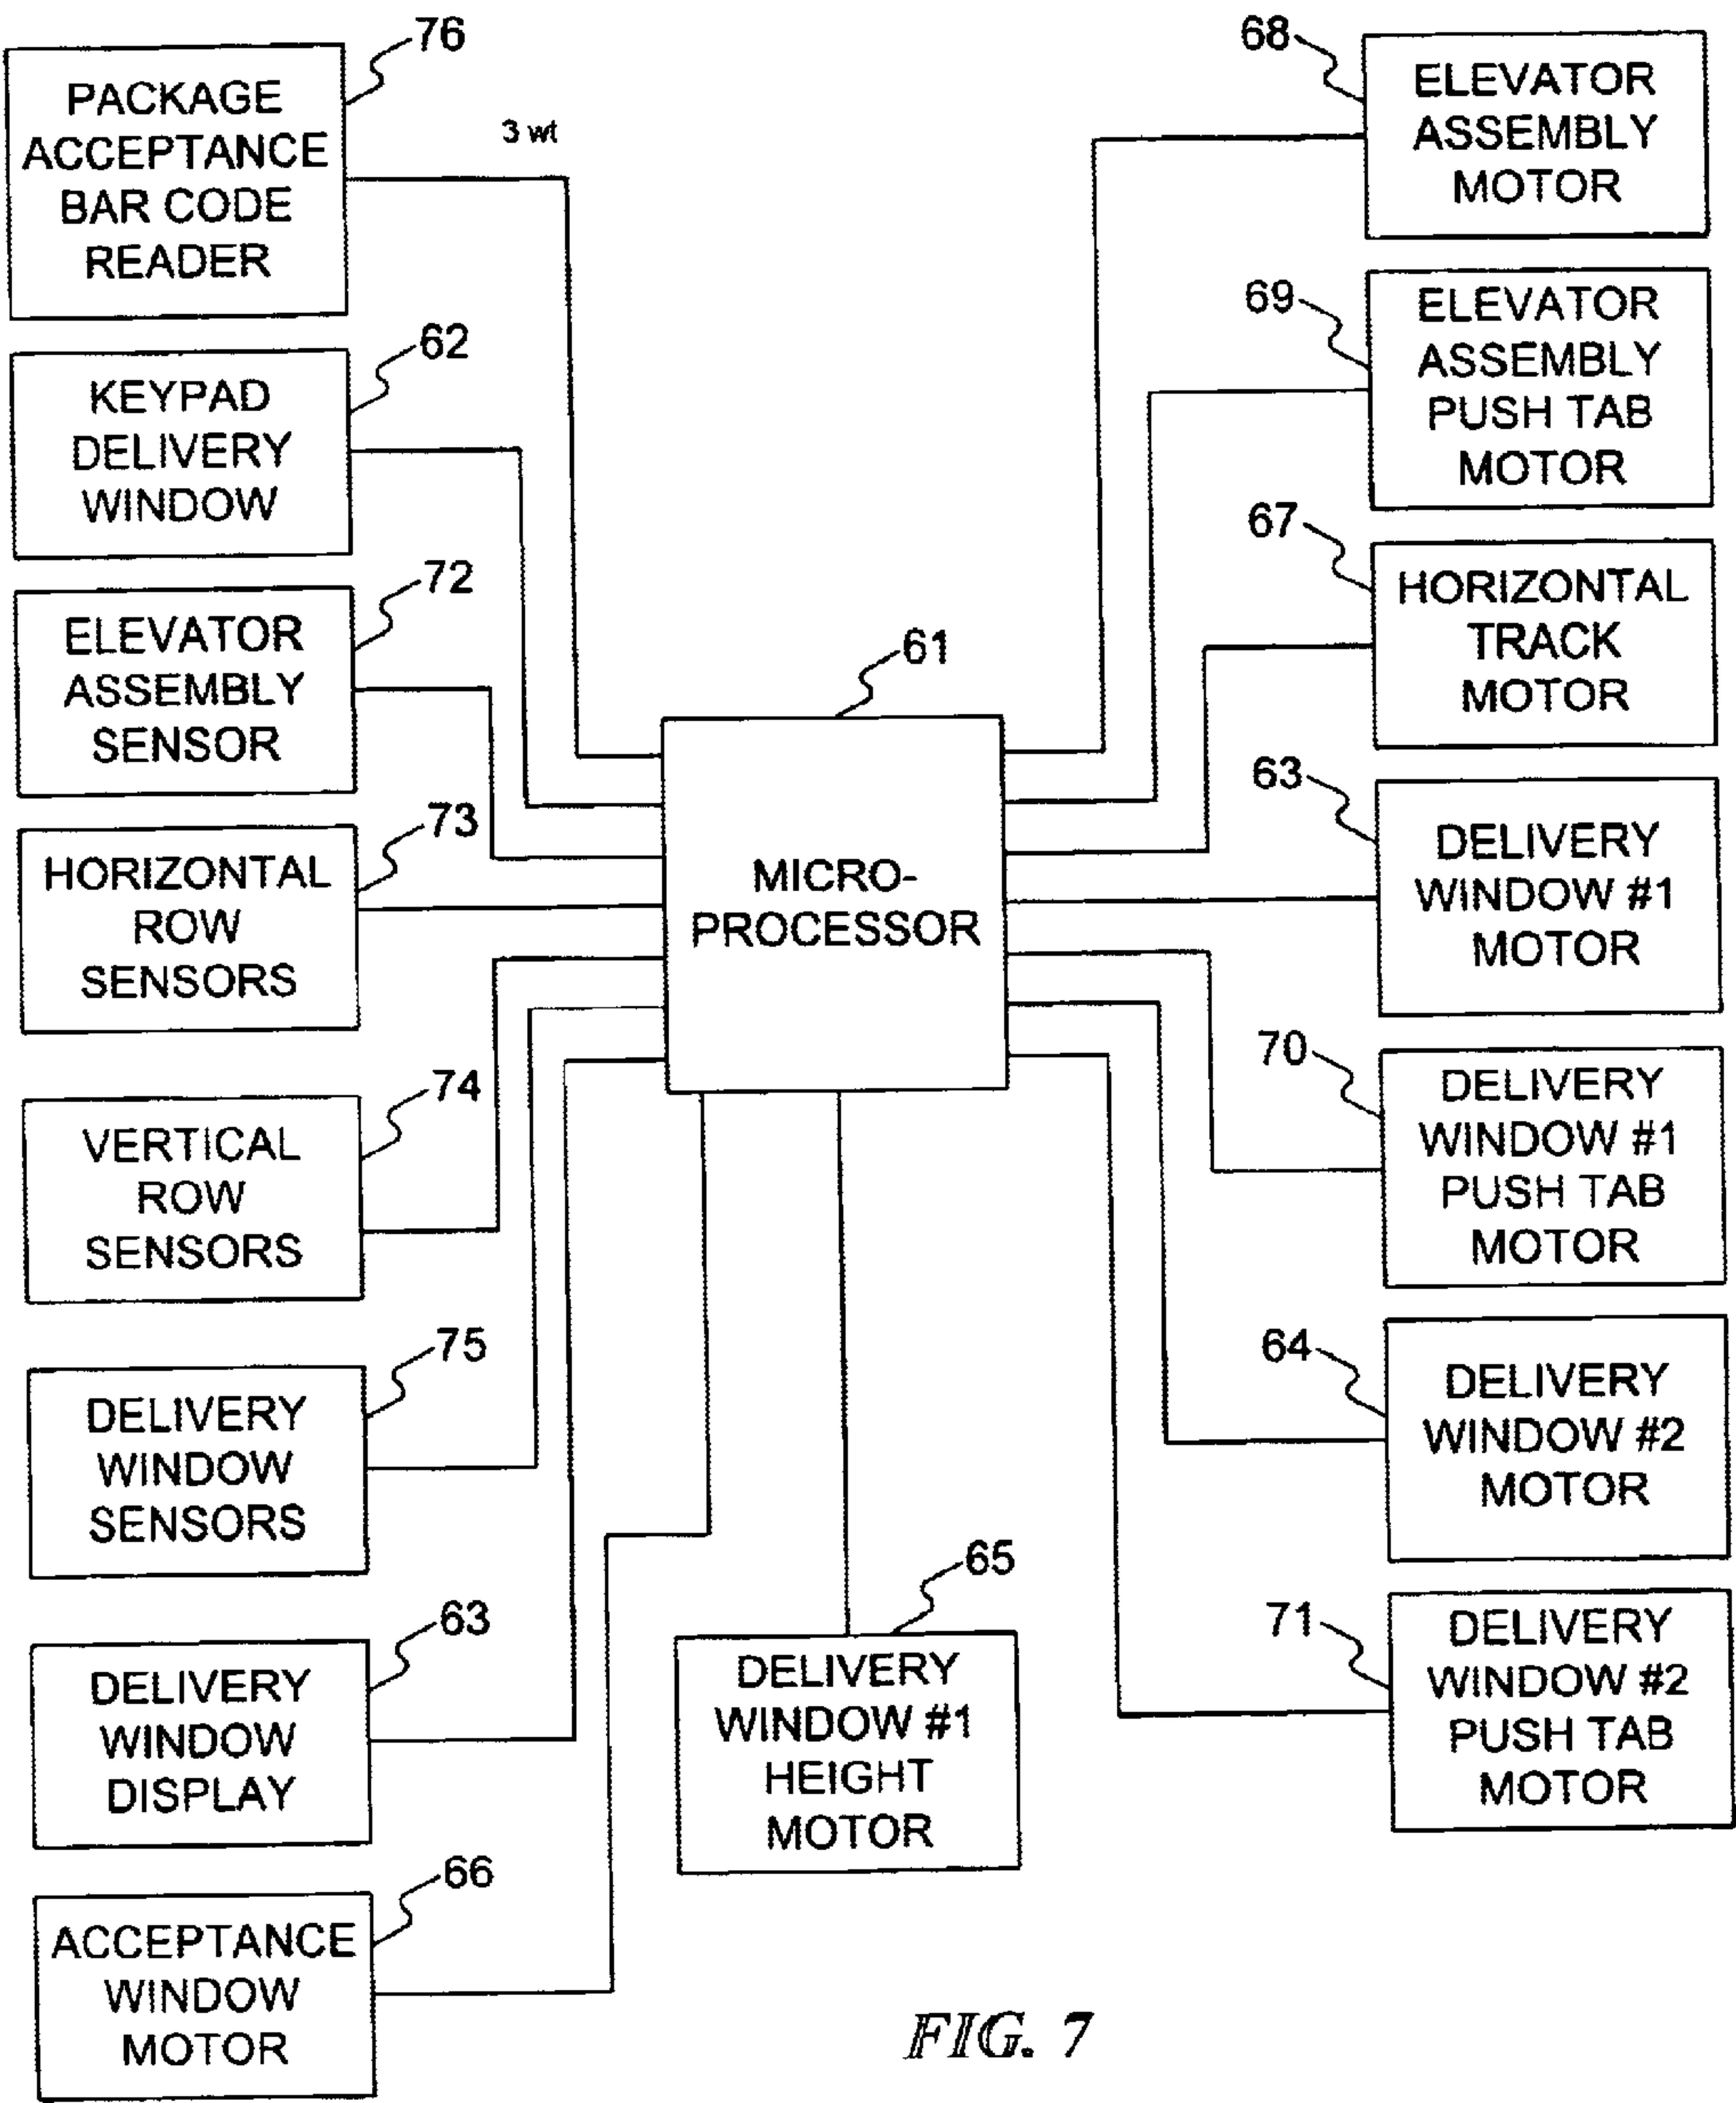 76
PACKAGE
ACCEPTANCE
BAR CODE
READER
3 wt
62
KEYPAD
DELIVERY
WINDOW
72
ELEVATOR
ASSEMBLY
SENSOR
73
HORIZONTAL
ROW
SENSORS
74
VERTICAL
ROW
SENSORS
75
DELIVERY
WINDOW
SENSORS
63
DELIVERY
WINDOW
DISPLAY
66
ACCEPTANCE
WINDOW
MOTOR
61
MICRO-
PROCESSOR
65
DELIVERY
WINDOW #1
HEIGHT
MOTOR
68
ELEVATOR
ASSEMBLY
MOTOR
69
ELEVATOR
ASSEMBLY
PUSH TAB
MOTOR
67
HORIZONTAL
TRACK
MOTOR
63
DELIVERY
WINDOW #1
MOTOR
70
DELIVERY
WINDOW #1
PUSH TAB
MOTOR
64
DELIVERY
WINDOW #2
MOTOR
71
DELIVERY
WINDOW #2
PUSH TAB
MOTOR
FIG. 7